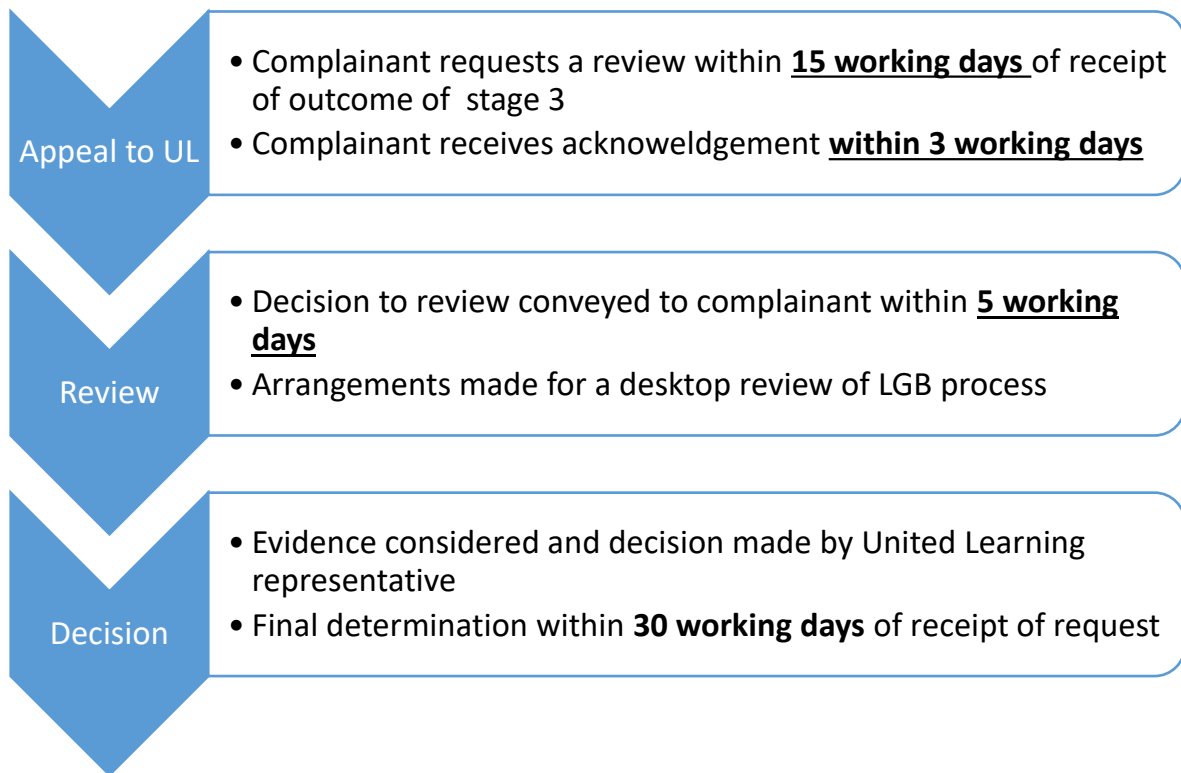 Appeal to UL
• Complainant requests a review within 15 working days of receipt
of outcome of stage 3
• Complainant receives acknoweldgement within 3 working days
Review
• Decision to review conveyed to complainant within 5 working
days
• Arrangements made for a desktop review of LGB process
Decision
• Evidence considered and decision made by United Learning
representative
• Final determination within 30 working days of receipt of request